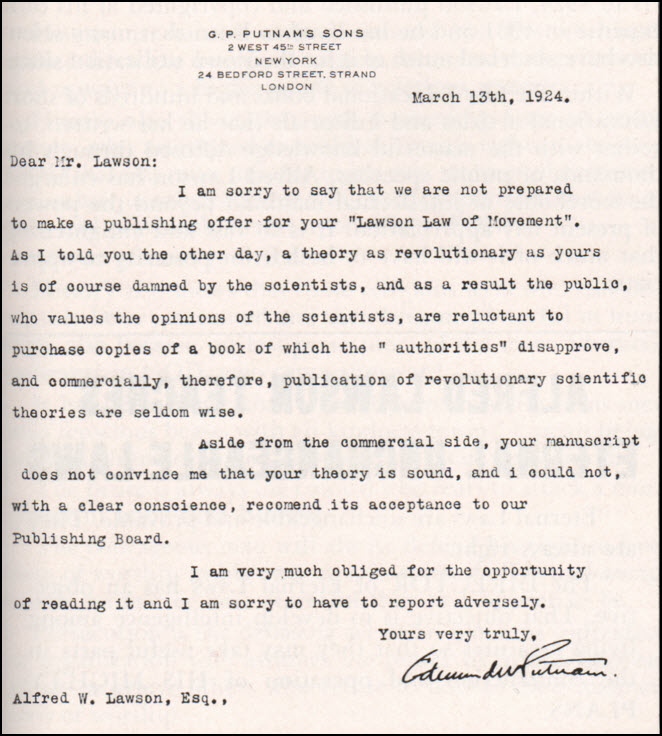 G. P. PUTNAM'S SONS
2 WEST 45TH STREET
NEW YORK
24 BEDFORD STREET, STRAND
LONDON
March 13th, 1924.
Dear Mr. Lawson:
I am sorry to say that we are not prepared
to make a publishing offer for your "Lawson Law of Movement".
As I told you the other day, a theory as revolutionary as yours
is of course damned by the scientists, and as a result the public,
who values the opinions of the scientists, are reluctant to
purchase copies of a book of which the " authorities" disapprove,
and commercially, therefore, publication of revolutionary scientific
theories are seldom wise.
Aside from the commercial side, your manuscript
does not convince me that your theory is sound, and i could not,
with a clear conscience, recomend its acceptance to our
Publishing Board.
I am very much obliged for the opportunity
of reading it and I am sorry to have to report adversely.
Yours very truly,
Edmund W Putnam.
Alfred W. Lawson, Esq.,